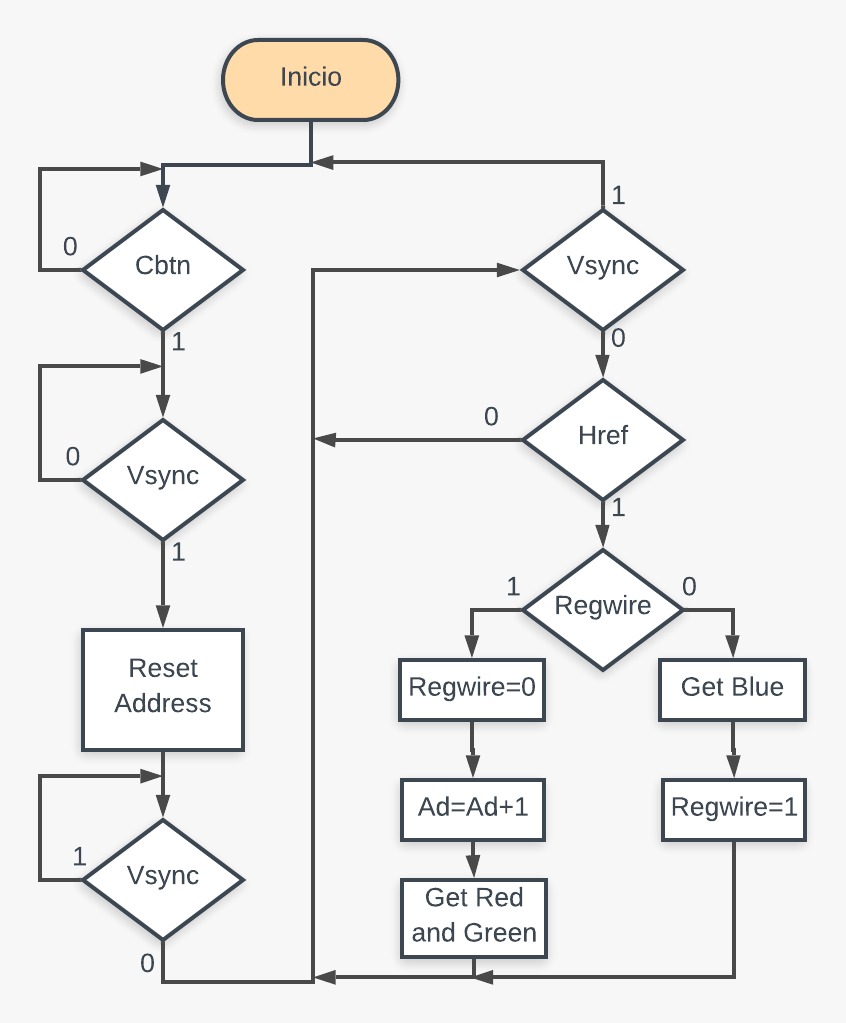 Inicio
0
Cbtn
1
0
Vsync
1
Reset
Address
1
Vsync
0
1
Vsync
0
0
Href
1
1
Regwire
0
Regwire=0
Get Blue
Ad=Ad+1
Regwire=1
Get Red
and Green